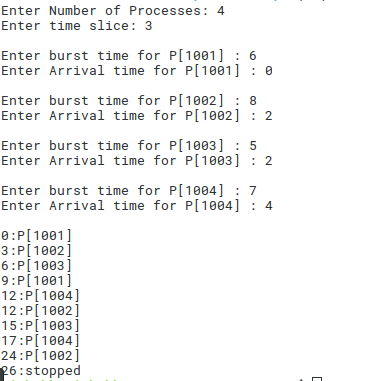 Enter Number of Processes: 4
Enter time slice: 3
Enter burst time for P[1001] : 6
Enter Arrival time for P[1001] : 0
Enter burst time for P[1002] : 8
Enter Arrival time for P[1002] : 2
Enter burst time for P[1003] : 5
Enter Arrival time for P[1003] : 2
Enter burst time for P[1004] : 7
Enter Arrival time for P[1004] : 4
0:P[1001]
3:P[1002]
6:P[1003]
9:P[1001]
12:P[1004]
12:P[1002]
15:P[1003]
17:P[1004]
24:P[1002]
26:stopped